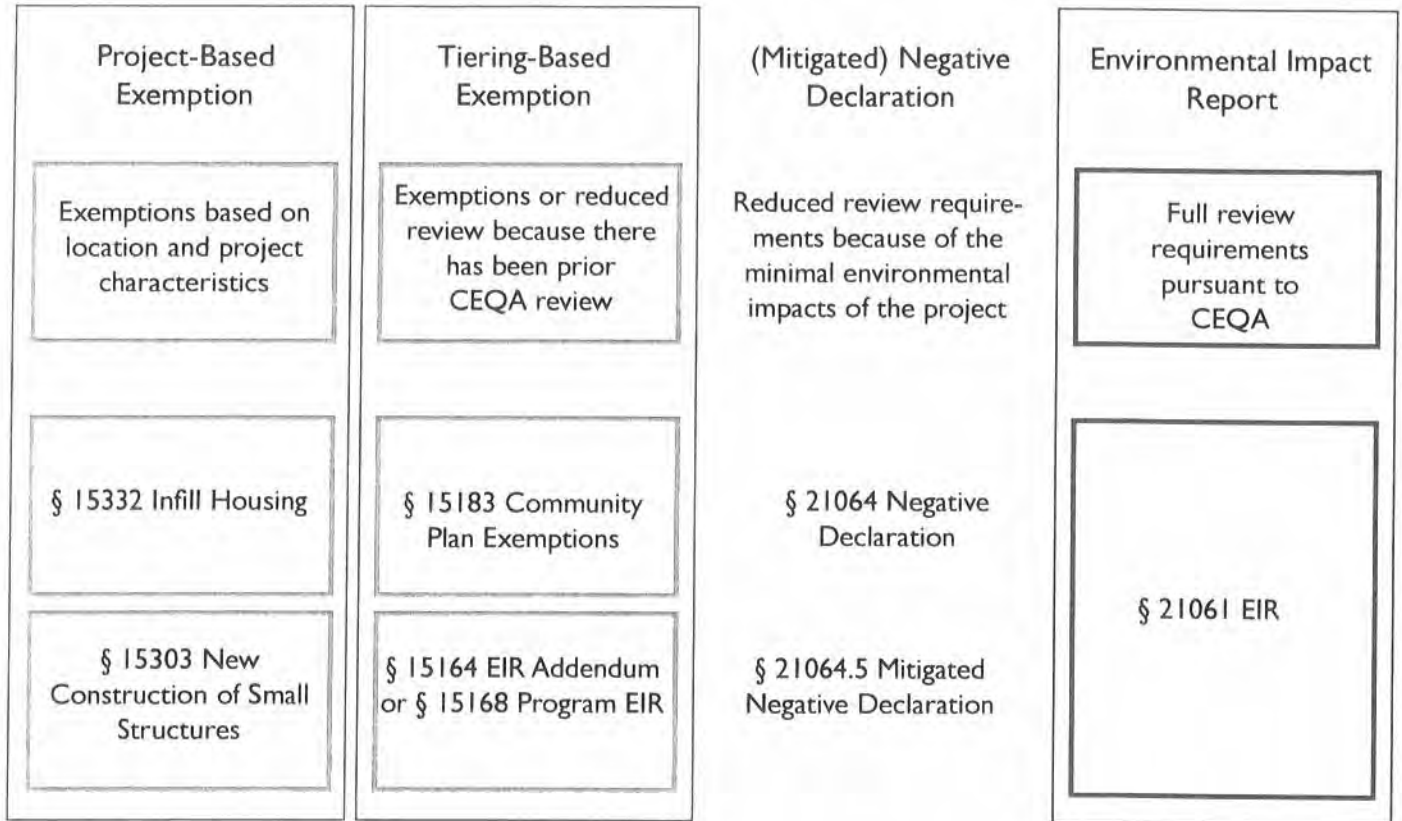 Project-Based
Exemption
Exemptions based on
location and project
characteristics
§ 15332 Infill Housing
§ 15303 New
Construction of Small
Structures
Tiering-Based
Exemption
Exemptions or reduced
review because there
has been prior
CEQA review
§ 15183 Community
Plan Exemptions
§ 15164 EIR Addendum
or § 15168 Program EIR
(Mitigated) Negative
Declaration
Reduced review require-
ments because of the
minimal environmental
impacts of the project
§ 21064 Negative
Declaration
§ 21064.5 Mitigated
Negative Declaration
Environmental Impact
Report
Full review
requirements
pursuant to
CEQA
§ 21061 EIR